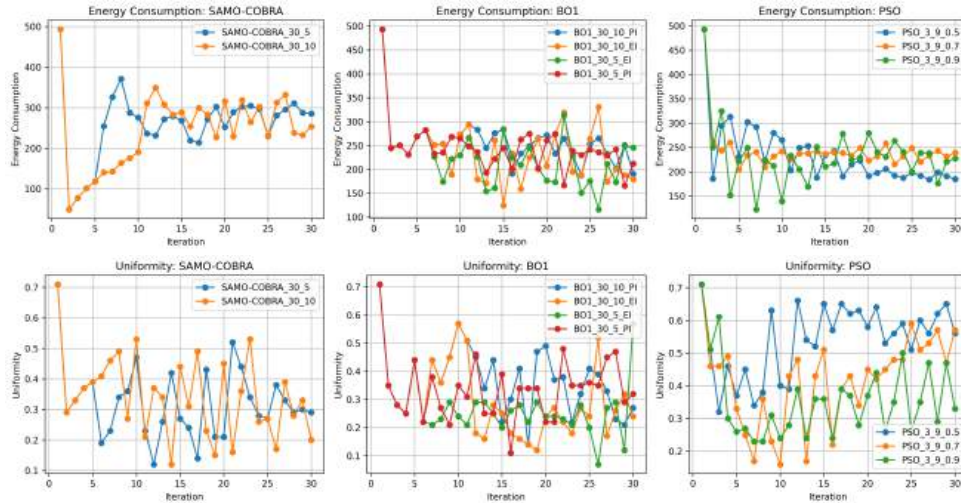 Energy Consumption: SAMO-COBRA
Energy Consumption: BO1
Energy Consumption: PSO
500
400
300
200
100
Energy Consumption
SAMO-COBRA_30_5
SAMO-COBRA_30_10
0 5 10 15 20 25 30
Iteration
500
450
400
350
300
250
200
150
100
Energy Consumption
BO1_30_10_PI
BO1_30_10_EI
BO1_30_5_EI
BO1_30_5_PI
0 5 10 15 20 25 30
Iteration
500
450
400
350
300
250
200
150
Energy Consumption
PSO_3_9_0.5
PSO_3_9_0.7
PSO_3_9_0.9
0 5 10 15 20 25 30
Iteration
Uniformity: SAMO-COBRA
Uniformity: BO1
Uniformity: PSO
0.7
0.6
0.5
0.4
0.3
0.2
0.1
Uniformity
SAMO-COBRA_30_5
SAMO-COBRA_30_10
0 5 10 15 20 25 30
Iteration
0.7
0.6
0.5
0.4
0.3
0.2
0.1
Uniformity
BO1_30_10_PI
BO1_30_10_EI
BO1_30_5_EI
BO1_30_5_PI
0 5 10 15 20 25 30
Iteration
0.7
0.6
0.5
0.4
0.3
0.2
Uniformity
PSO_3_9_0.5
PSO_3_9_0.7
PSO_3_9_0.9
0 5 10 15 20 25 30
Iteration